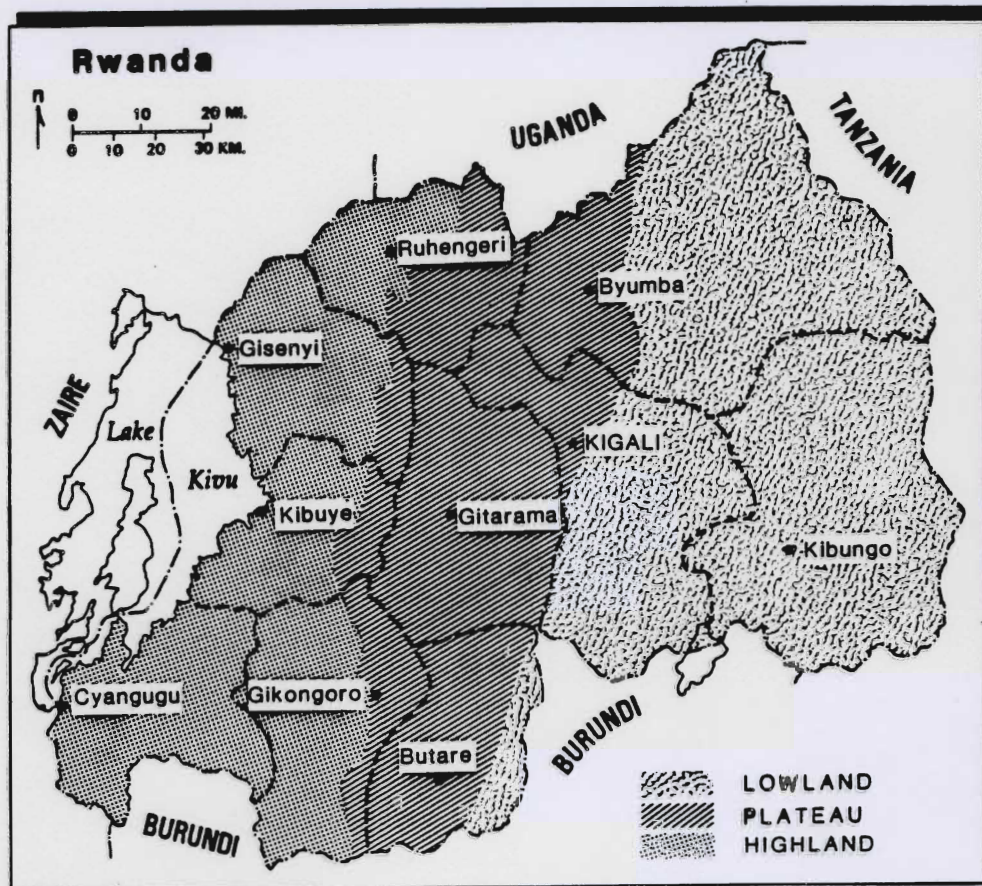 Rwanda
n
0 10 20 MI.
0 10 20 30 KM.
UGANDA
TANZANIA
Ruhengeri
Byumba
Gisenyi
ZAIRE
Lake
Kivu
KIGALI
Kibuye
Gitarama
Kibungo
Cyangugu
Gikongoro
Butare
BURUNDI
BURUNDI
LOWLAND
PLATEAU
HIGHLAND